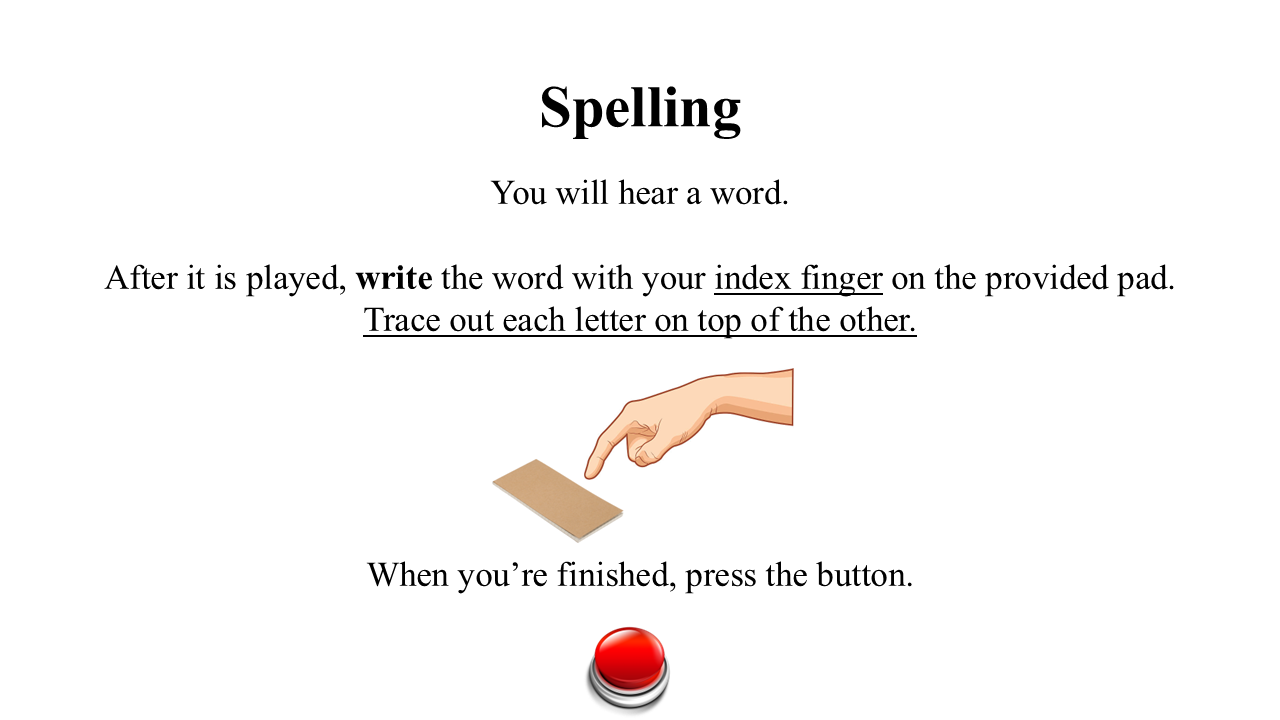 Spelling
You will hear a word.
After it is played, write the word with your index finger on the provided pad.
Trace out each letter on top of the other.
When you’re finished, press the button.